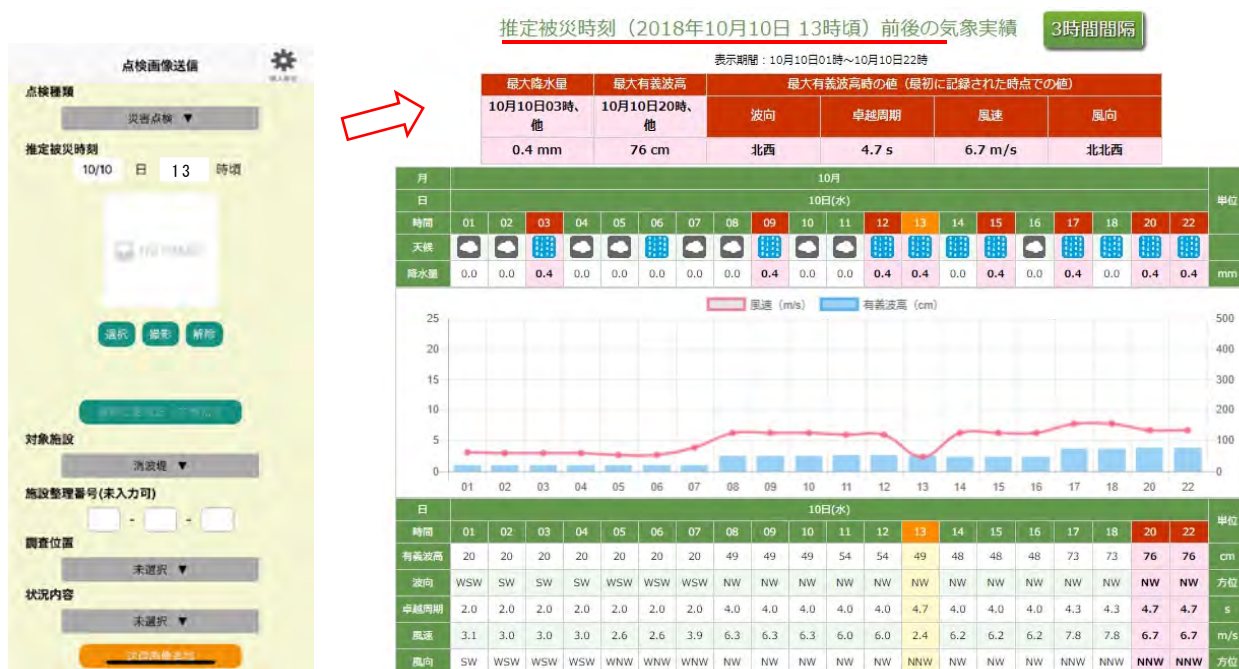 点検画像送信
点検種類
災害点検 ▼
推定被災時刻
10/10 日 13 時頃
NO IMAGE
選択 撮影 解除
対象施設
消波堤 ▼
施設整理番号(未入力可)
- -
調査位置
未選択 ▼
状況内容
未選択 ▼
推定被災時刻（2018年10月10日 13時頃）前後の気象実績 3時間間隔
表示期間：10月10日01時～10月10日22時
最大降水量 最大有義波高 最大有義波高時の値（最初に記録された時点での値）
10月10日03時、他 10月10日20時、他 波向 卓越周期 風速 風向
0.4 mm 76 cm 北西 4.7 s 6.7 m/s 北北西
月 10月 単位
日 10日(水)
時間 01 02 03 04 05 06 07 08 09 10 11 12 13 14 15 16 17 18 20 22
天候
降水量 0.0 0.0 0.4 0.0 0.0 0.0 0.0 0.0 0.4 0.0 0.0 0.4 0.4 0.0 0.4 0.0 0.4 0.0 0.4 0.4 mm
風速（m/s） 有義波高（cm）
25 500
20 400
15 300
10 200
5 100
0 0
01 02 03 04 05 06 07 08 09 10 11 12 13 14 15 16 17 18 20 22
日 10日(水) 単位
時間 01 02 03 04 05 06 07 08 09 10 11 12 13 14 15 16 17 18 20 22
有義波高 20 20 20 20 20 20 20 49 49 49 54 54 49 48 48 48 73 73 76 76 cm
波向 WSW SW SW SW WSW WSW WSW NW NW NW NW NW NW NW NW NW NW NW NW NW 方位
卓越周期 2.0 2.0 2.0 2.0 2.0 2.0 2.0 4.0 4.0 4.0 4.0 4.0 4.7 4.0 4.0 4.0 4.3 4.3 4.7 4.7 s
風速 3.1 3.0 3.0 3.0 2.6 2.6 3.9 6.3 6.3 6.3 6.0 6.0 2.4 6.2 6.2 6.2 7.8 7.8 6.7 6.7 m/s
風向 SW WSW WSW WSW WNW WNW WNW NW NW NW NW NW NNW NW NW NW NNW NNW NNW NNW 方位